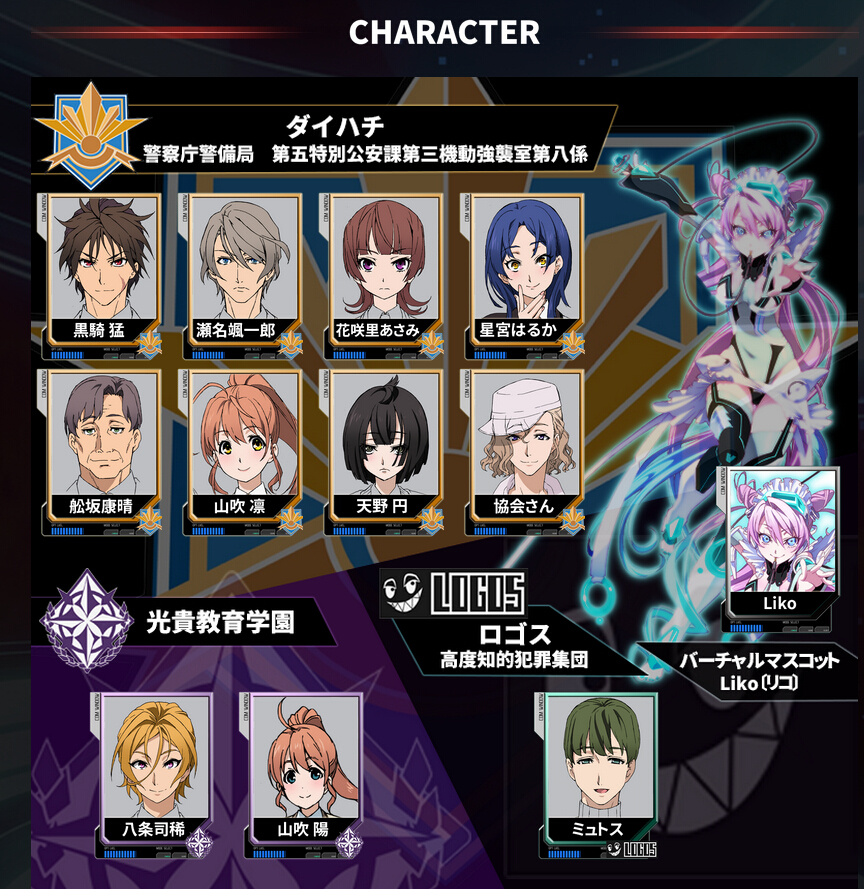 CHARACTER
ダイハチ
警察庁警備局 第五特別公安課第三機動強襲室第八係
黒騎 猛
瀬名颯一郎
花咲里あさみ
星宮はるか
舩坂康晴
山吹 凛
天野 円
協会さん
Liko
バーチャルマスコット
Liko〔リコ〕
光貴教育学園
LOGOS
ロゴス
高度知的犯罪集団
八条司稀
山吹 陽
ミュトス
LOGOS